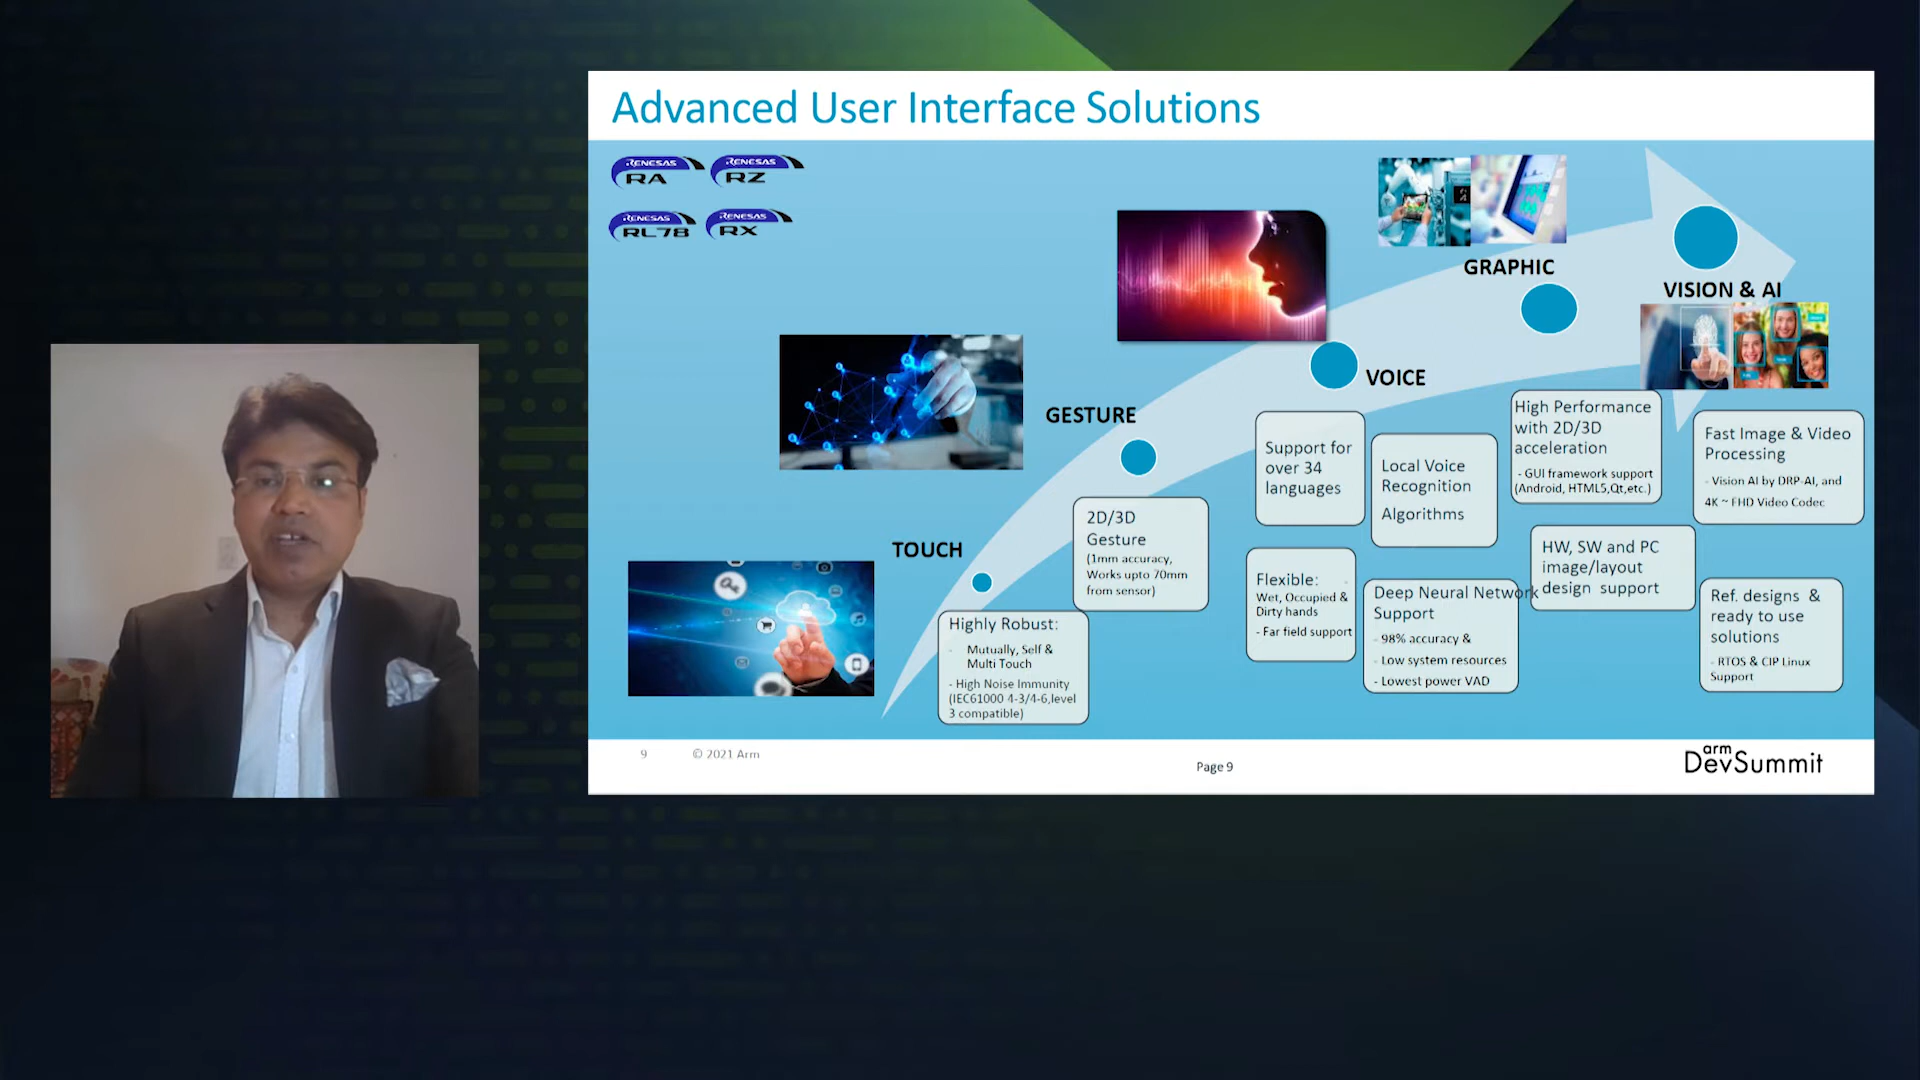 Advanced User Interface Solutions
RENESAS RA
RENESAS RZ
RENESAS RL78
RENESAS RX
TOUCH
Highly Robust:
- Mutually, Self &
Multi Touch
- High Noise Immunity
(IEC61000 4-3/4-6,level
3 compatible)
GESTURE
2D/3D
Gesture
(1mm accuracy,
Works upto 70mm
from sensor)
VOICE
Support for
over 34
languages
Local Voice
Recognition
Algorithms
Flexible:
Wet, Occupied &
Dirty hands
- Far field support
Deep Neural Network
Support
- 98% accuracy &
- Low system resources
- Lowest power VAD
GRAPHIC
High Performance
with 2D/3D
acceleration
- GUI framework support
(Android, HTML5,Qt,etc.)
HW, SW and PC
image/layout
design support
VISION & AI
Fast Image & Video
Processing
- Vision AI by DRP-AI, and
4K ~ FHD Video Codec
Ref. designs &
ready to use
solutions
- RTOS & CIP Linux
Support
9 © 2021 Arm
Page 9
arm
DevSummit